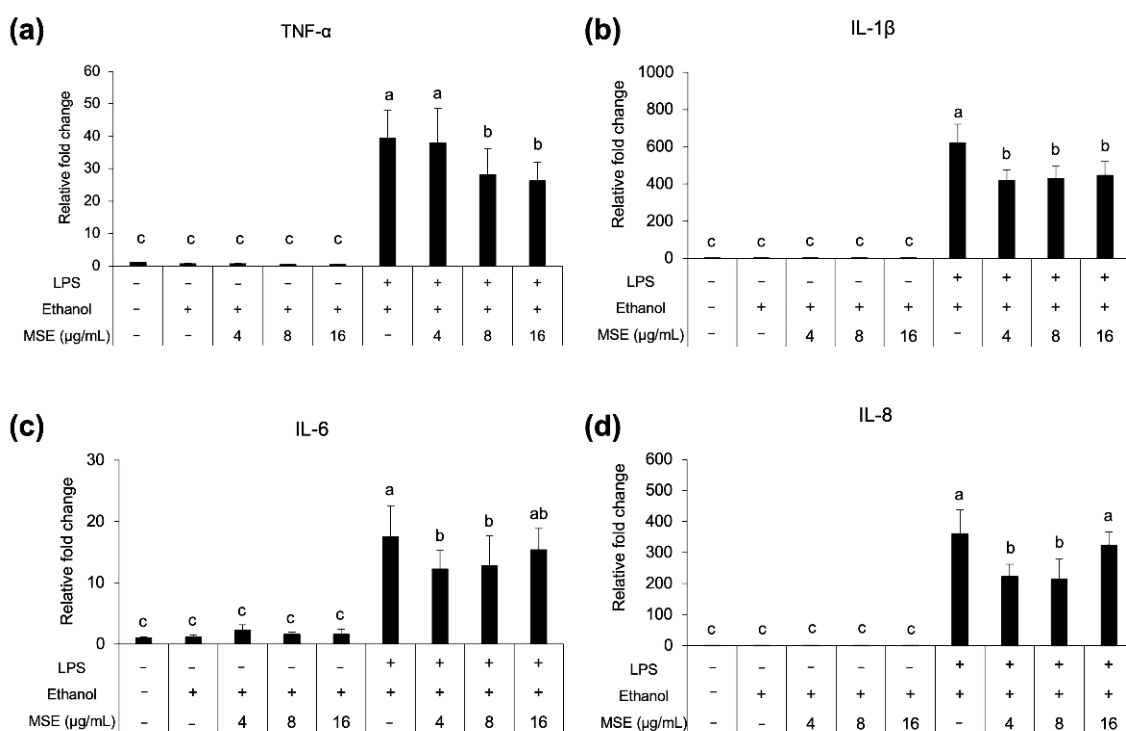 (a)
TNF-α
Relative fold change
60
50
40
30
20
10
0
c c c c c a a b b
LPS – – – – – + + + +
Ethanol – + + + + + + + +
MSE (μg/mL) – – 4 8 16 – 4 8 16
(b)
IL-1β
Relative fold change
1000
800
600
400
200
0
c c c c c a b b b
LPS – – – – – + + + +
Ethanol – + + + + + + + +
MSE (μg/mL) – – 4 8 16 – 4 8 16
(c)
IL-6
Relative fold change
30
20
10
0
c c c c c a b b ab
LPS – – – – – + + + +
Ethanol – + + + + + + + +
MSE (μg/mL) – – 4 8 16 – 4 8 16
(d)
IL-8
Relative fold change
600
500
400
300
200
100
0
c c c c c a b b a
LPS – – – – – + + + +
Ethanol – + + + + + + + +
MSE (μg/mL) – – 4 8 16 – 4 8 16